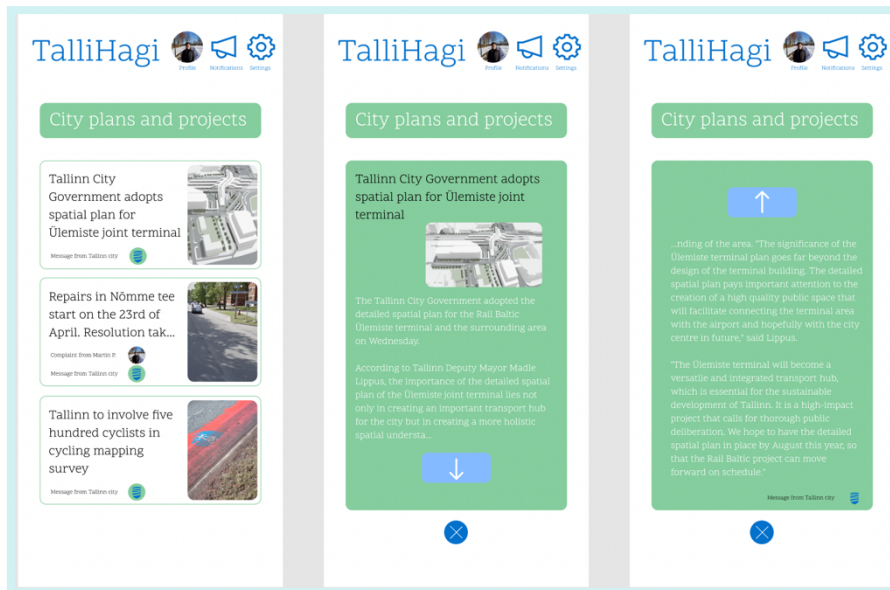 TalliHagi
Profile
Notifications
Settings
City plans and projects
Tallinn City
Government adopts
spatial plan for
Ülemiste joint terminal
Message from Tallinn city
Repairs in Nõmme tee
start on the 23rd of
April. Resolution tak...
Complaint from Martin P.
Message from Tallinn city
Tallinn to involve five
hundred cyclists in
cycling mapping
survey
Message from Tallinn city
TalliHagi
Profile
Notifications
Settings
City plans and projects
Tallinn City Government adopts
spatial plan for Ülemiste joint
terminal
The Tallinn City Government adopted the
detailed spatial plan for the Rail Baltic
Ülemiste terminal and the surrounding area
on Wednesday.
According to Tallinn Deputy Mayor Madle
Lippus, the importance of the detailed spatial
plan of the Ülemiste joint terminal lies not
only in creating an important transport hub
for the city but in creating a more holistic
spatial understa...
TalliHagi
Profile
Notifications
Settings
City plans and projects
...nding of the area. "The significance of the
Ülemiste terminal plan goes far beyond the
design of the terminal building. The detailed
spatial plan pays important attention to the
creation of a high quality public space that
will facilitate connecting the terminal area
with the airport and hopefully with the city
centre in future," said Lippus.
"The Ülemiste terminal will become a
versatile and integrated transport hub,
which is essential for the sustainable
development of Tallinn. It is a high-impact
project that calls for thorough public
deliberation. We hope to have the detailed
spatial plan in place by August this year, so
that the Rail Baltic project can move
forward on schedule."
Message from Tallinn city